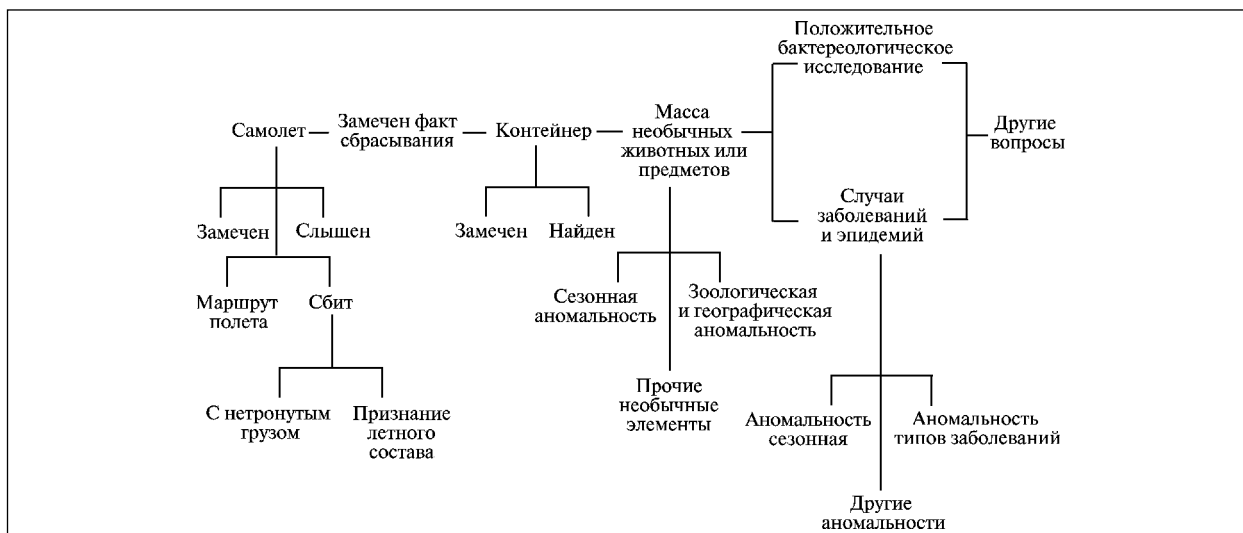 Положительное
бактереологическое
исследование
Самолет
Замечен факт
сбрасывания
Контейнер
Масса
необычных
животных или
предметов
Другие
вопросы
Случаи
заболеваний
и эпидемий
Замечен
Слышен
Замечен
Найден
Маршрут
полета
Сбит
Сезонная
аномальность
Зоологическая
и географическая
аномальность
С нетронутым
грузом
Признание
летного
состава
Прочие
необычные
элементы
Аномальность
сезонная
Аномальность
типов заболеваний
Другие
аномальности